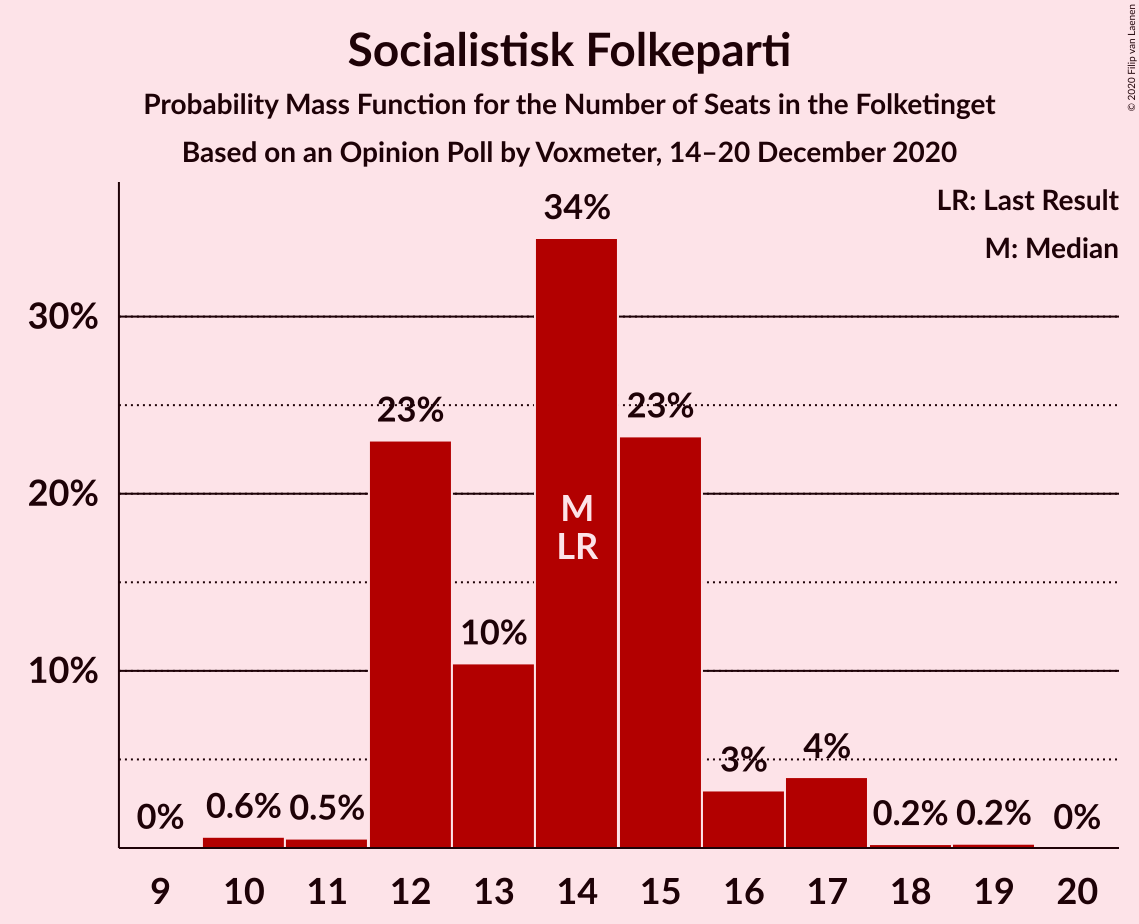 Socialistisk Folkeparti
Probability Mass Function for the Number of Seats in the Folketinget
Based on an Opinion Poll by Voxmeter, 14–20 December 2020
© 2020 Filip van Laenen
LR: Last Result
M: Median
30%
20%
10%
0%
0.6%
0.5%
23%
10%
34%
23%
3%
4%
0.2%
0.2%
0%
M
LR
9 10 11 12 13 14 15 16 17 18 19 20